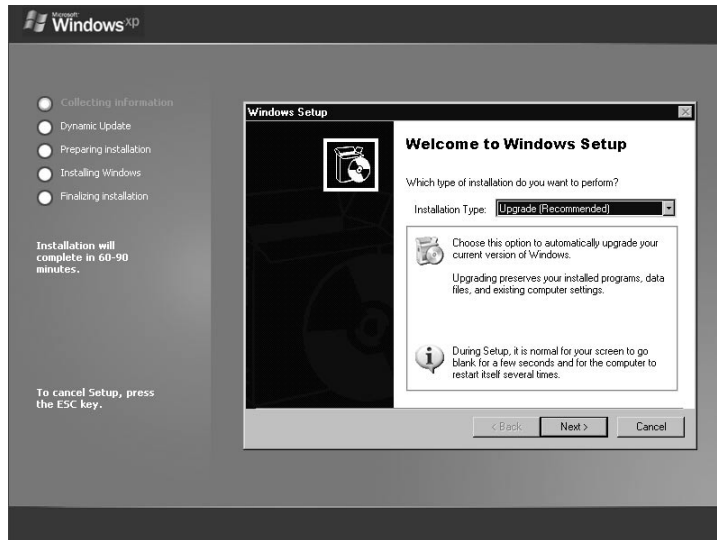 Microsoft
Windows xp
Collecting information
Dynamic Update
Preparing installation
Installing Windows
Finalizing installation
Installation will
complete in 60-90
minutes.
To cancel Setup, press
the ESC key.
Windows Setup
Welcome to Windows Setup
Which type of installation do you want to perform?
Installation Type: Upgrade (Recommended)
Choose this option to automatically upgrade your
current version of Windows.
Upgrading preserves your installed programs, data
files, and existing computer settings.
During Setup, it is normal for your screen to go
blank for a few seconds and for the computer to
restart itself several times.
< Back Next > Cancel